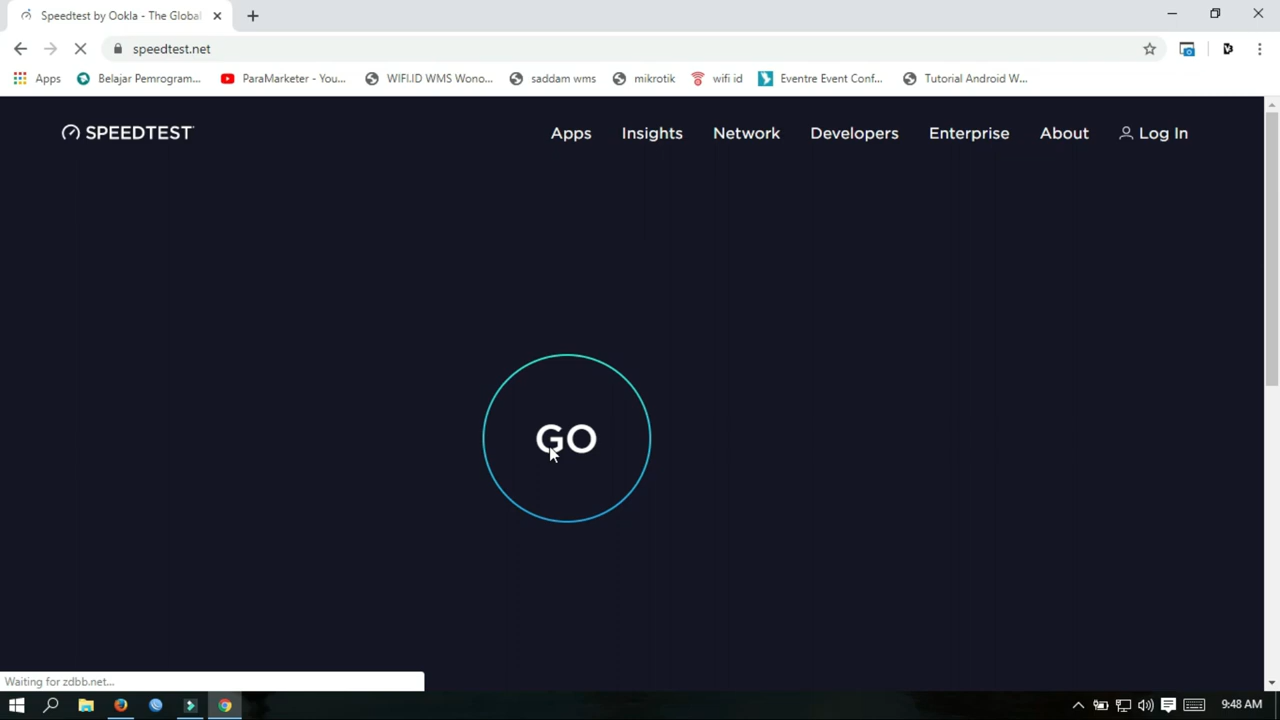 Speedtest by Ookla - The Global
speedtest.net
Apps Belajar Pemrogram... ParaMarketer - You... WIFI.ID WMS Wono... saddam wms mikrotik wifi id Eventre Event Conf... Tutorial Android W...
SPEEDTEST Apps Insights Network Developers Enterprise About Log In
GO
Waiting for zdbb.net...
9:48 AM